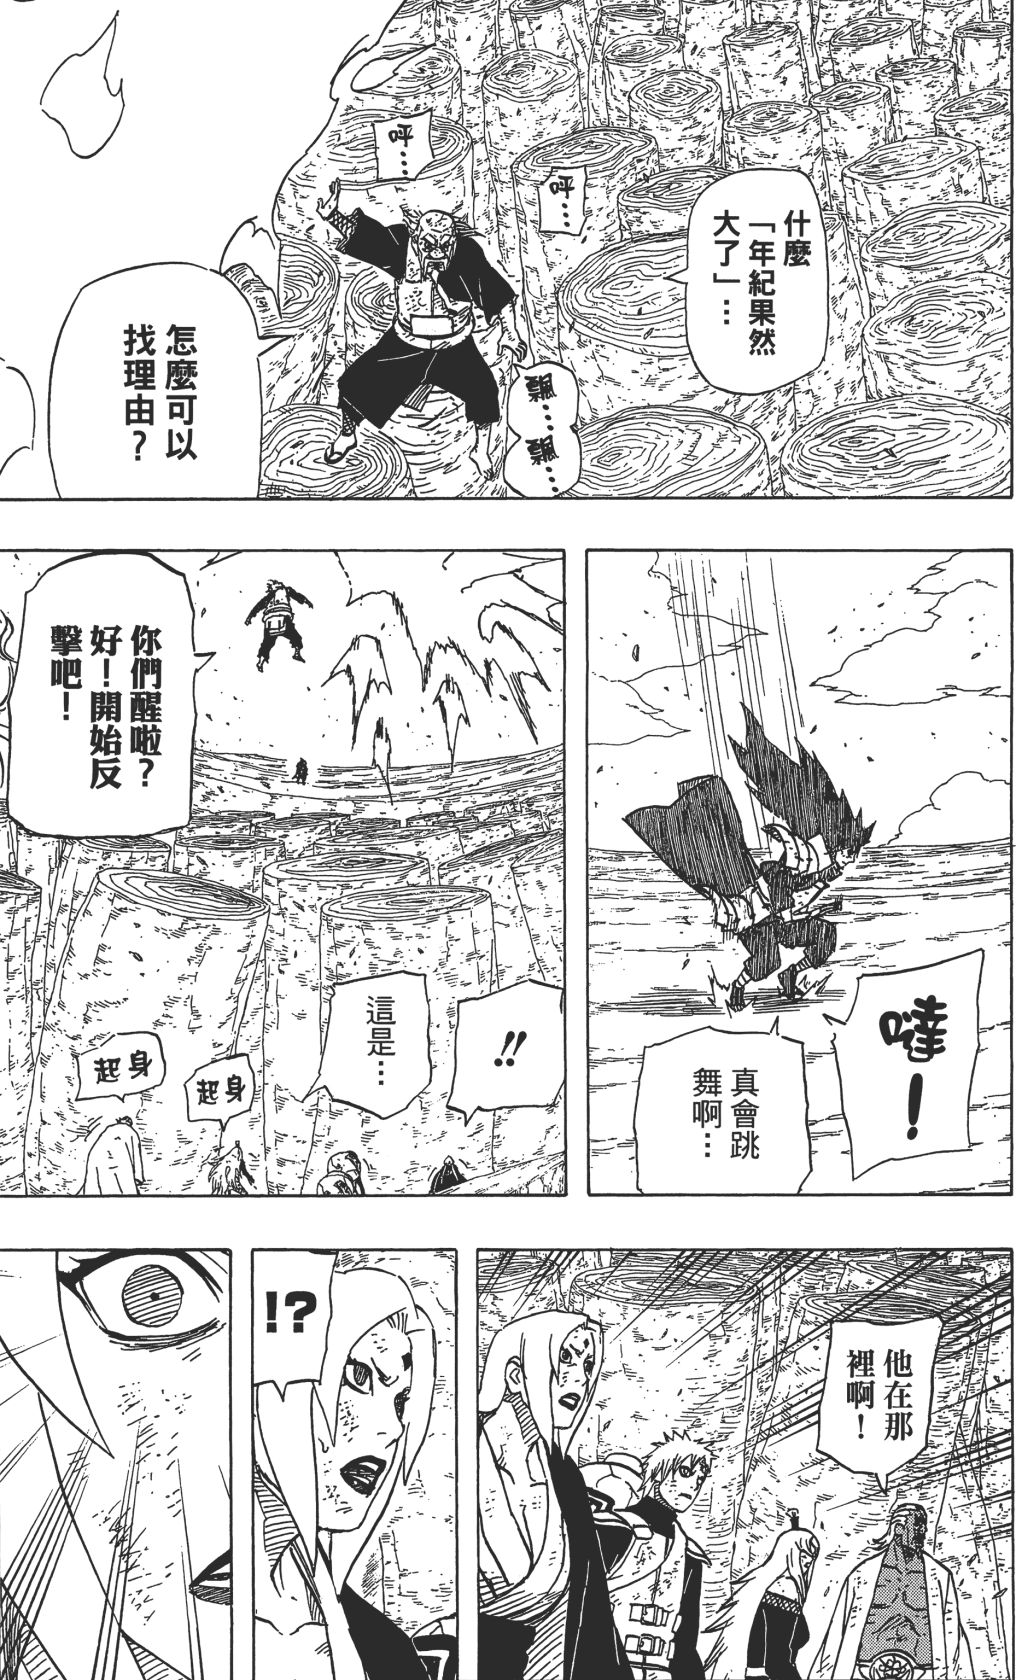 什麼
「年紀果然
大了」…
呼…
呼…
飄…
飄…
怎麼可以
找理由？
噠！
真會跳
舞啊…
你們醒啦？
好！開始反
擊吧！
!!
這是…
起身
起身
他在那
裡啊！
!?